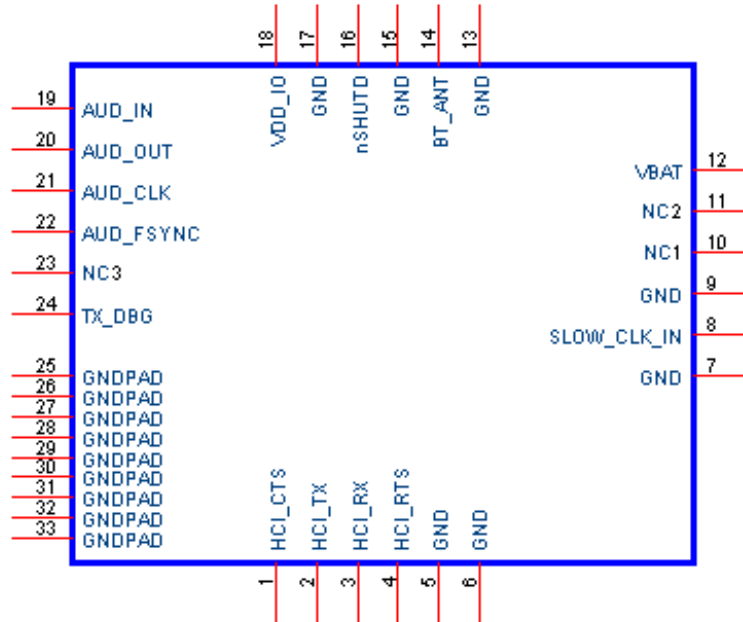 18 17 16 15 14 13
VDD_IO GND nSHUTD GND BT_ANT GND
19 AUD_IN
20 AUD_OUT
21 AUD_CLK
22 AUD_FSYNC
23 NC3
24 TX_DBG
25 GNDPAD
26 GNDPAD
27 GNDPAD
28 GNDPAD
29 GNDPAD
30 GNDPAD
31 GNDPAD
32 GNDPAD
33 GNDPAD
VBAT 12
NC2 11
NC1 10
GND 9
SLOW_CLK_IN 8
GND 7
HCI_CTS HCI_TX HCI_RX HCI_RTS GND GND
1 2 3 4 5 6